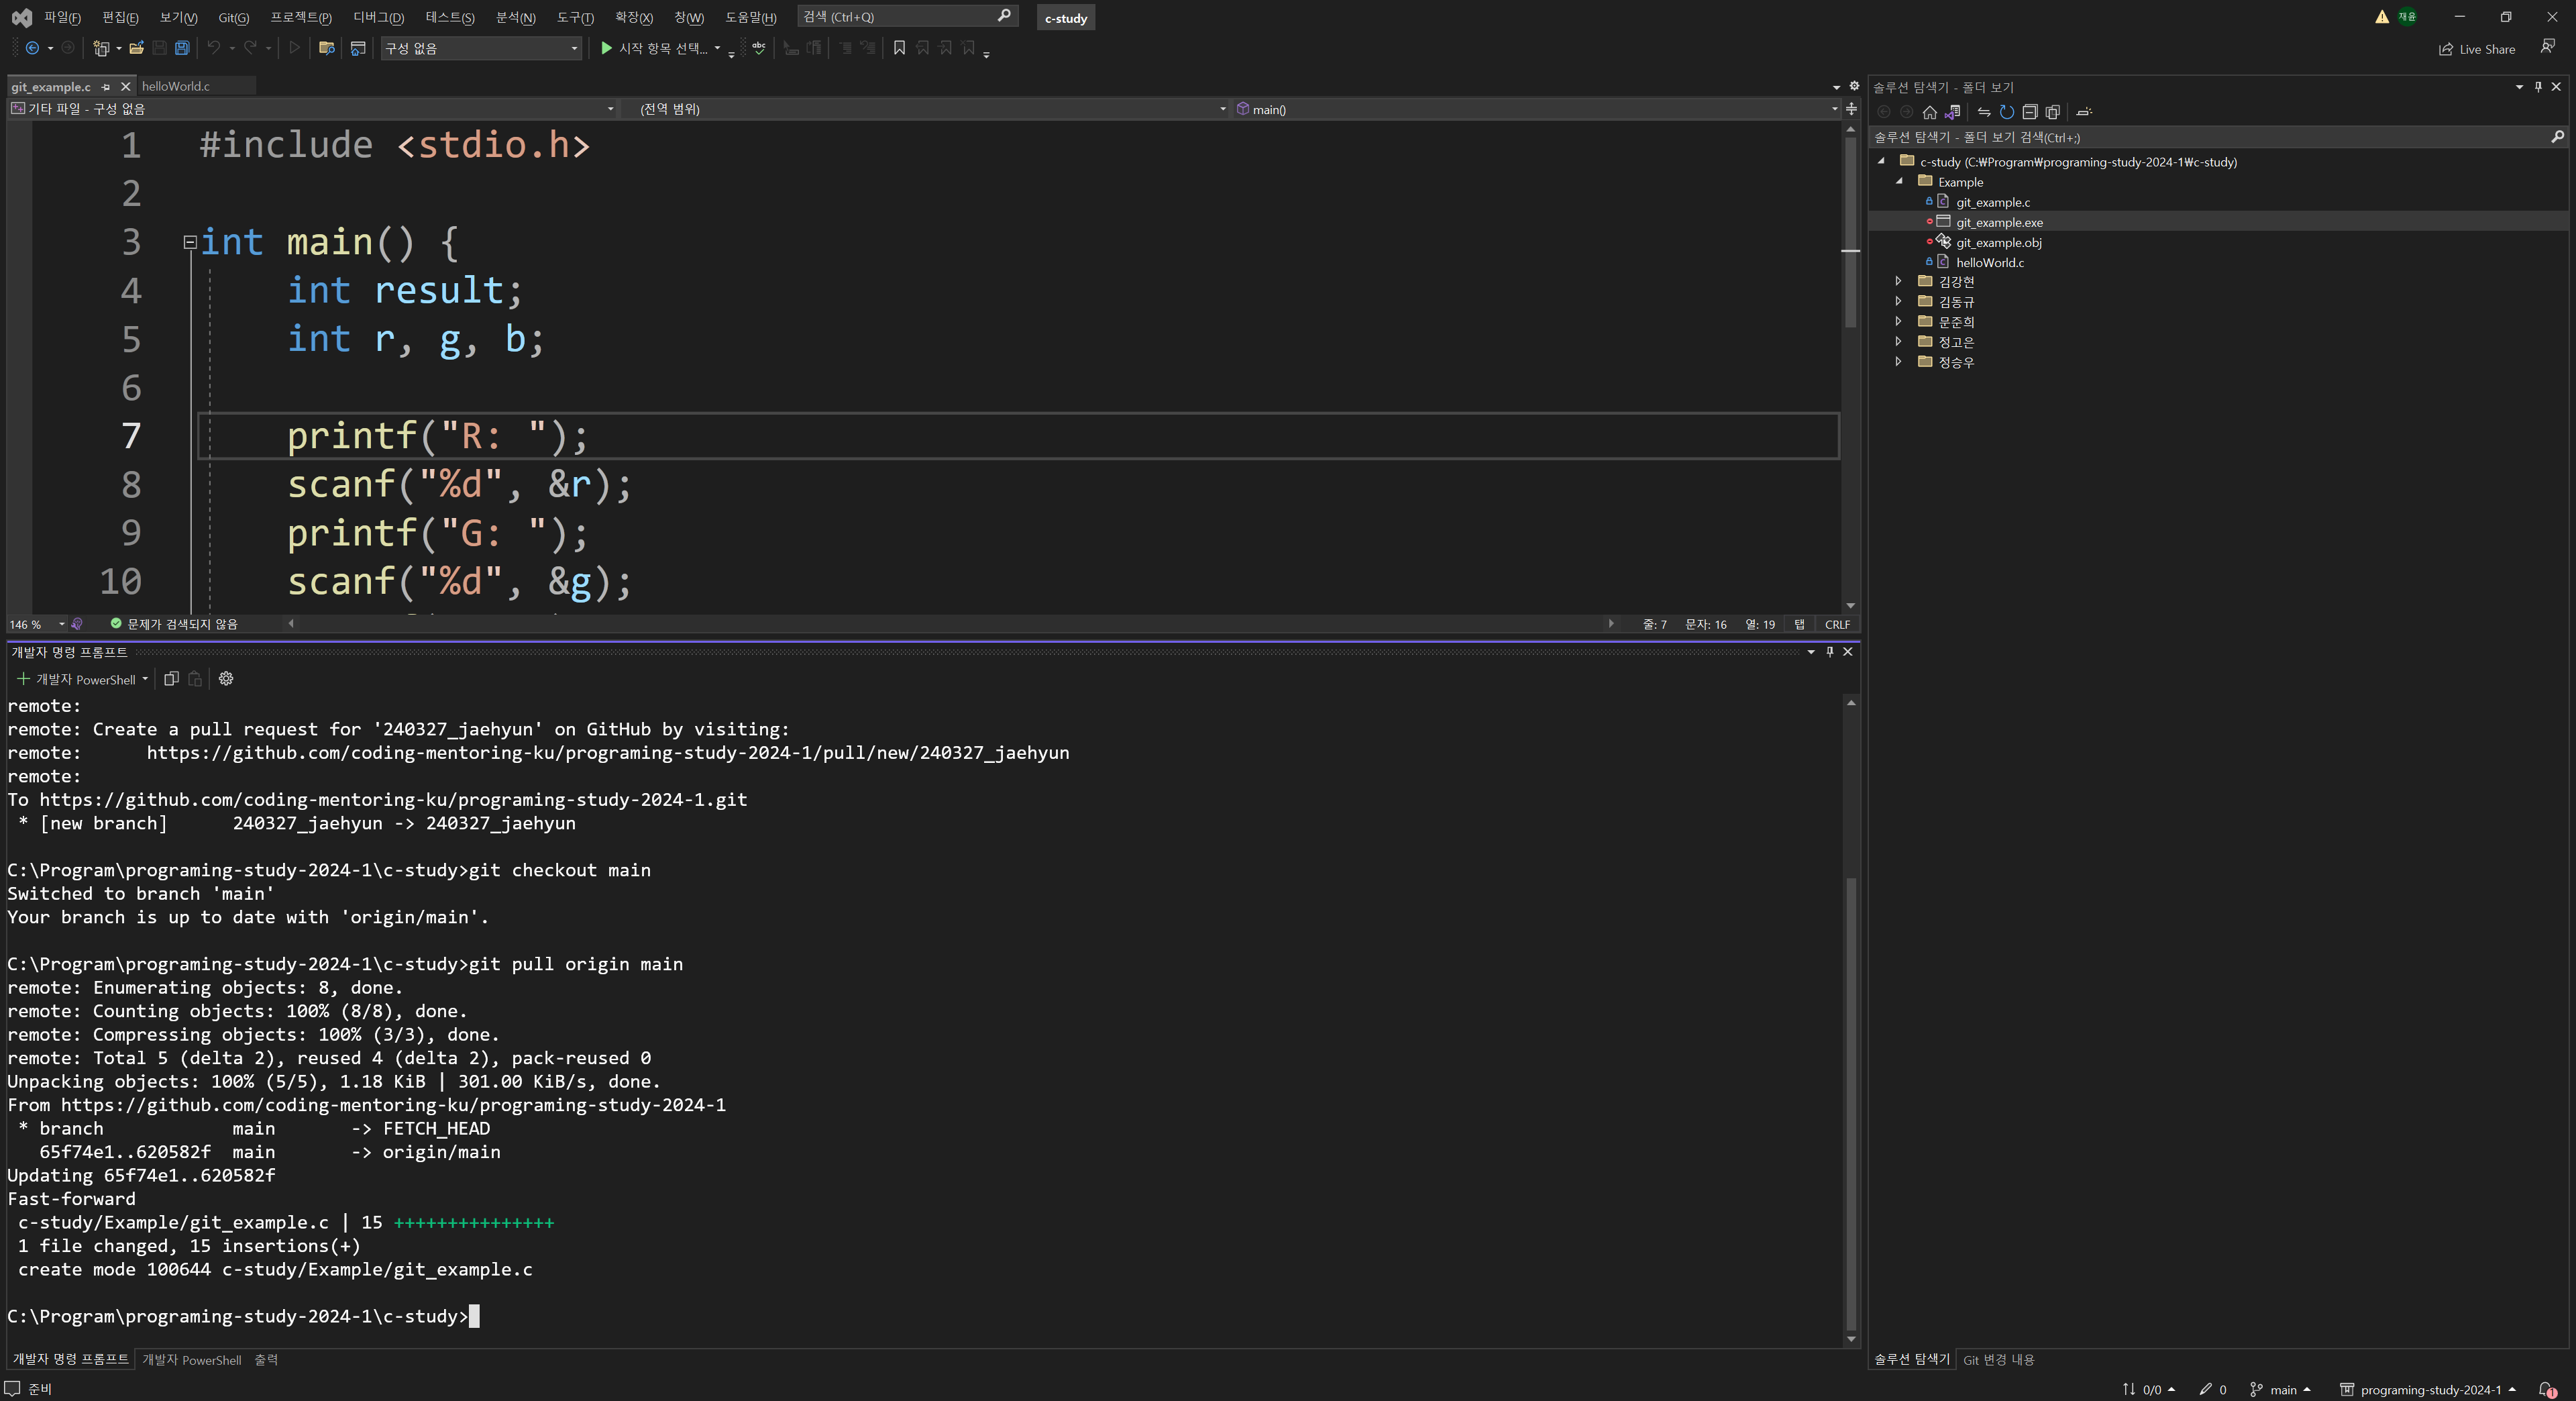 파일(F) 편집(E) 보기(V) Git(G) 프로젝트(P) 디버그(D) 테스트(S) 분석(N) 도구(T) 확장(X) 창(W) 도움말(H) 검색 (Ctrl+Q) c-study 재윤
구성 없음 시작 항목 선택... Live Share
git_example.c helloWorld.c
기타 파일 - 구성 없음 (전역 범위) main()
1 #include <stdio.h>
2
3 int main() {
4 int result;
5 int r, g, b;
6
7 printf("R: ");
8 scanf("%d", &r);
9 printf("G: ");
10 scanf("%d", &g);
146 % 문제가 검색되지 않음 줄: 7 문자: 16 열: 19 탭 CRLF
개발자 명령 프롬프트
개발자 PowerShell
remote:
remote: Create a pull request for '240327_jaehyun' on GitHub by visiting:
remote:      https://github.com/coding-mentoring-ku/programing-study-2024-1/pull/new/240327_jaehyun
remote:
To https://github.com/coding-mentoring-ku/programing-study-2024-1.git
 * [new branch]      240327_jaehyun -> 240327_jaehyun
C:\Program\programing-study-2024-1\c-study>git checkout main
Switched to branch 'main'
Your branch is up to date with 'origin/main'.
C:\Program\programing-study-2024-1\c-study>git pull origin main
remote: Enumerating objects: 8, done.
remote: Counting objects: 100% (8/8), done.
remote: Compressing objects: 100% (3/3), done.
remote: Total 5 (delta 2), reused 4 (delta 2), pack-reused 0
Unpacking objects: 100% (5/5), 1.18 KiB | 301.00 KiB/s, done.
From https://github.com/coding-mentoring-ku/programing-study-2024-1
 * branch            main       -> FETCH_HEAD
   65f74e1..620582f  main       -> origin/main
Updating 65f74e1..620582f
Fast-forward
 c-study/Example/git_example.c | 15 +++++++++++++++
 1 file changed, 15 insertions(+)
 create mode 100644 c-study/Example/git_example.c
C:\Program\programing-study-2024-1\c-study>
개발자 명령 프롬프트 개발자 PowerShell 출력
솔루션 탐색기 - 폴더 보기
솔루션 탐색기 - 폴더 보기 검색(Ctrl+;)
c-study (C:₩Program₩programing-study-2024-1₩c-study)
Example
git_example.c
git_example.exe
git_example.obj
helloWorld.c
김강현
김동규
문준희
정고은
정승우
솔루션 탐색기 Git 변경 내용
준비 0/0 0 main programing-study-2024-1 1